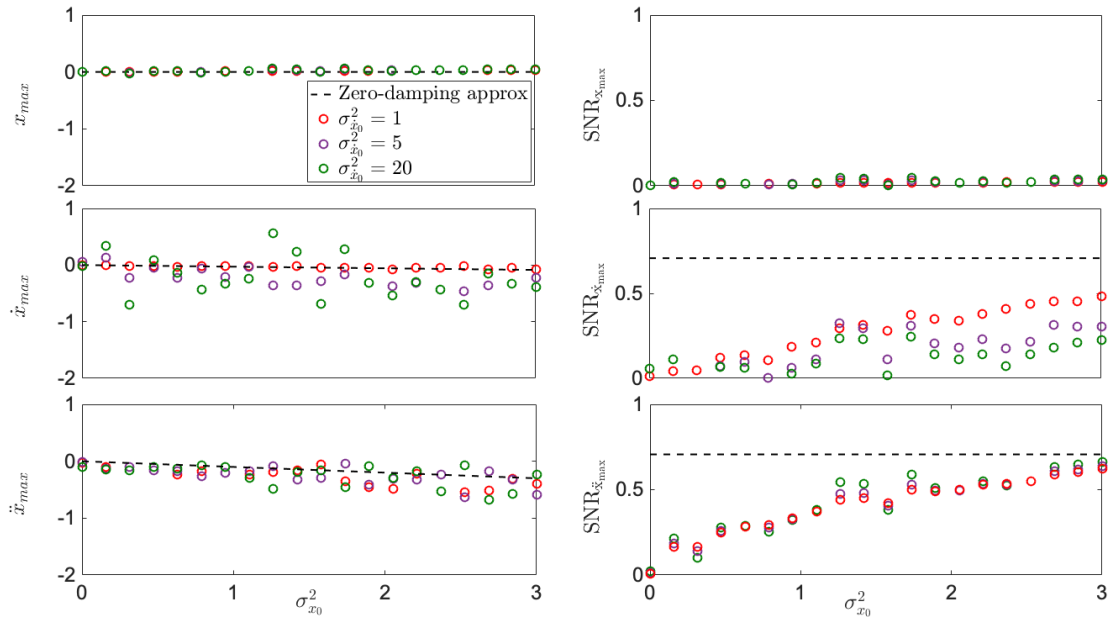 1
0
-1
-2
x_max
Zero-damping approx
σ²_ẋ₀ = 1
σ²_ẋ₀ = 5
σ²_ẋ₀ = 20
1
0.5
0
SNR_x_max
1
0
-1
-2
ẋ_max
1
0.5
0
SNR_ẋ_max
1
0
-1
-2
ẍ_max
0 1 2 3
σ²_x₀
1
0.5
0
SNR_ẍ_max
0 1 2 3
σ²_x₀